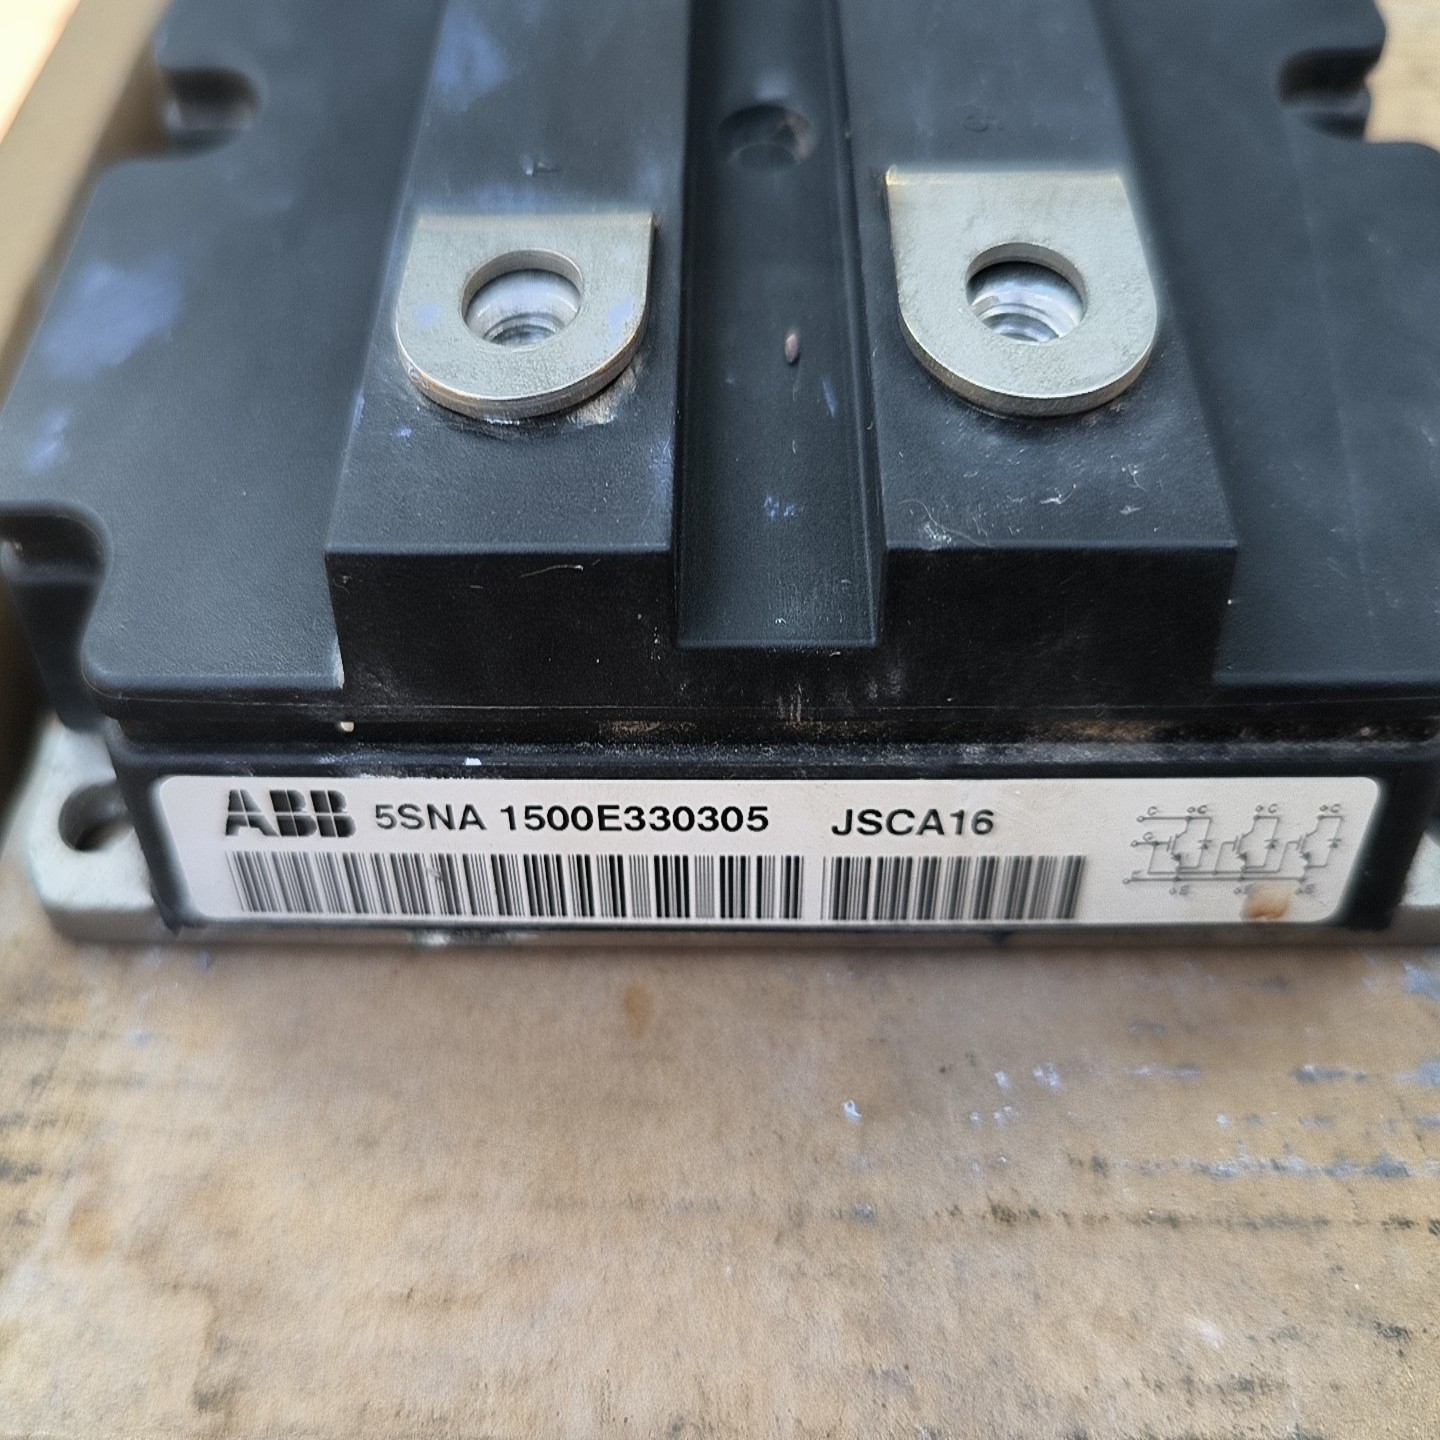 ABB 5SNA 1500E330305 JSCA16
C C C C
G
E
E E E